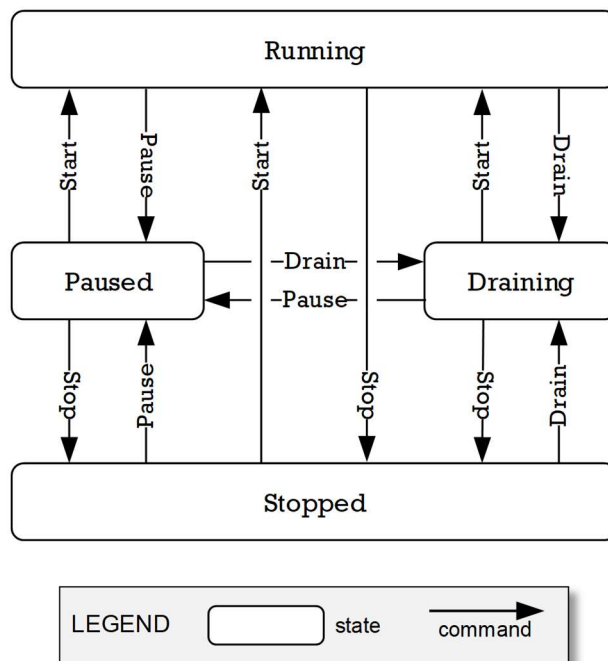 Running
Start
Pause
Start
Start
Drain
Paused
Drain
Pause
Draining
Stop
Pause
Stop
Stop
Drain
Stopped
LEGEND
state
command